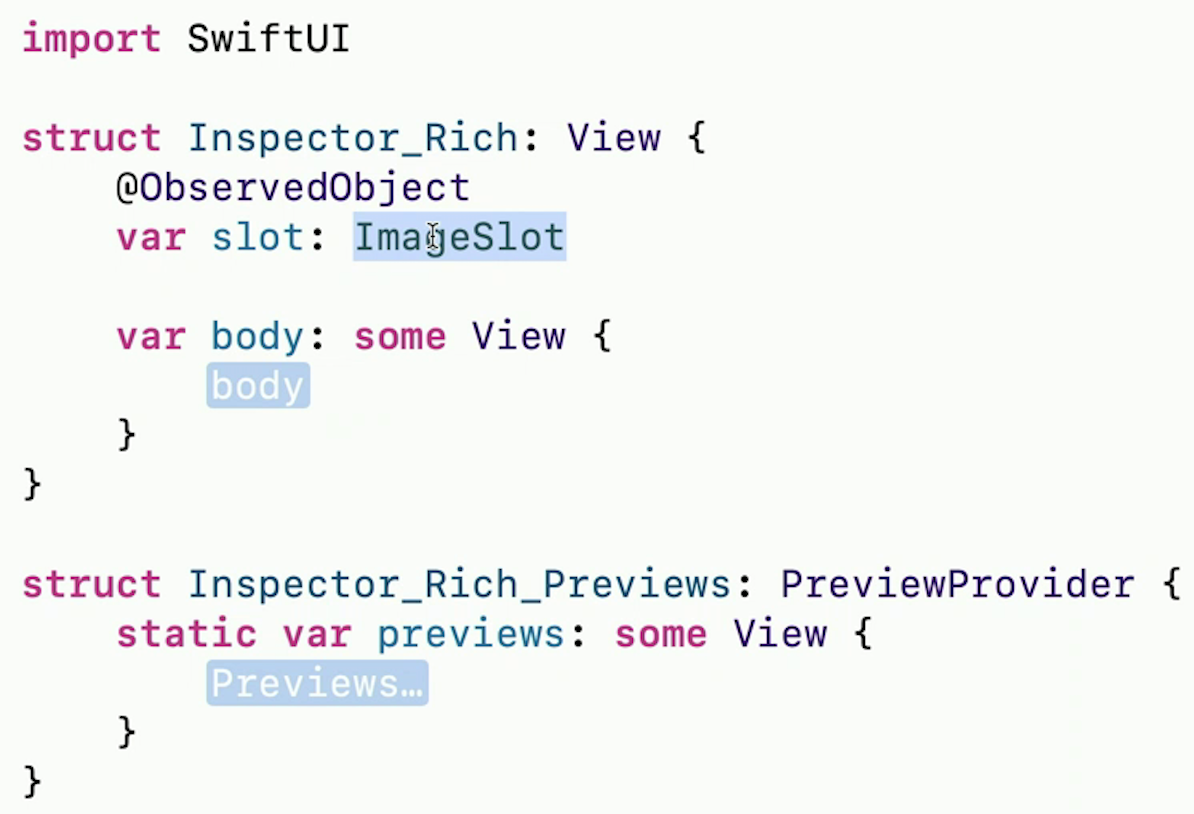 import SwiftUI
struct Inspector_Rich: View {
@ObservedObject
var slot: ImageSlot
var body: some View {
body
}
}
struct Inspector_Rich_Previews: PreviewProvider {
static var previews: some View {
Previews…
}
}